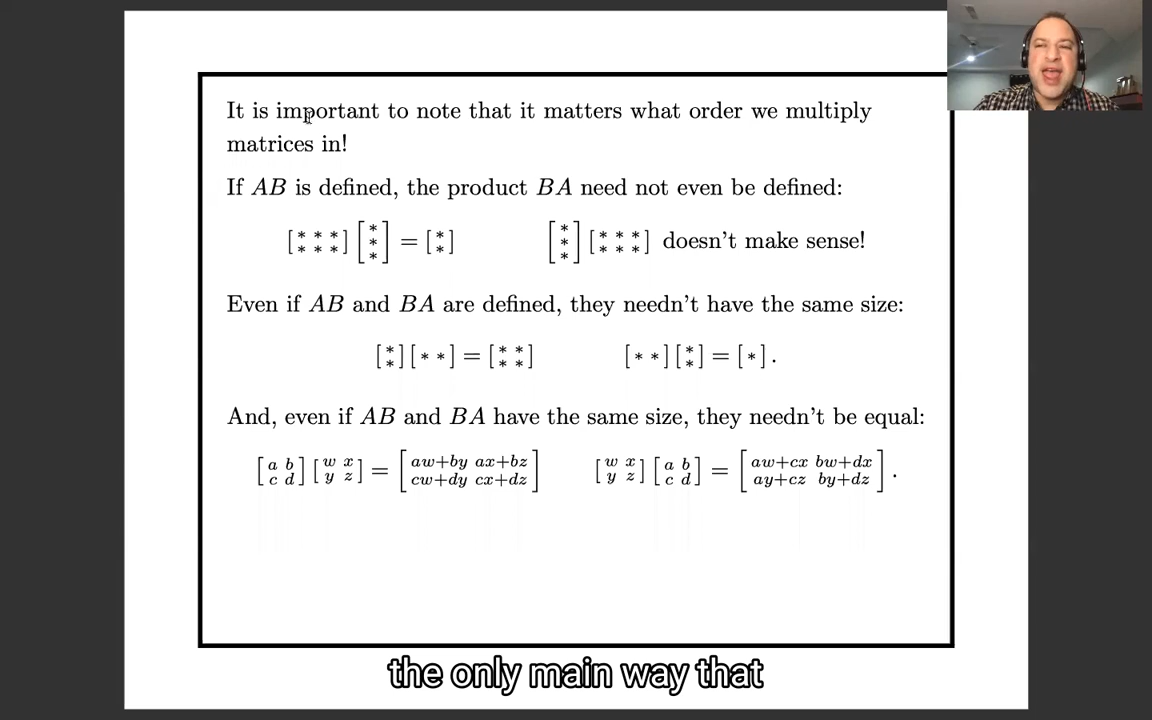 It is important to note that it matters what order we multiply
matrices in!
If AB is defined, the product BA need not even be defined:
[* * *; * * *] [*; *; *] = [*; *]    [*; *; *] [* * *; * * *] doesn't make sense!
Even if AB and BA are defined, they needn't have the same size:
[*; *] [* *] = [* *; * *]    [* *] [*; *] = [*].
And, even if AB and BA have the same size, they needn't be equal:
[a b; c d] [w x; y z] = [aw+by ax+bz; cw+dy cx+dz]    [w x; y z] [a b; c d] = [aw+cx bw+dx; ay+cz by+dz].
the only main way that